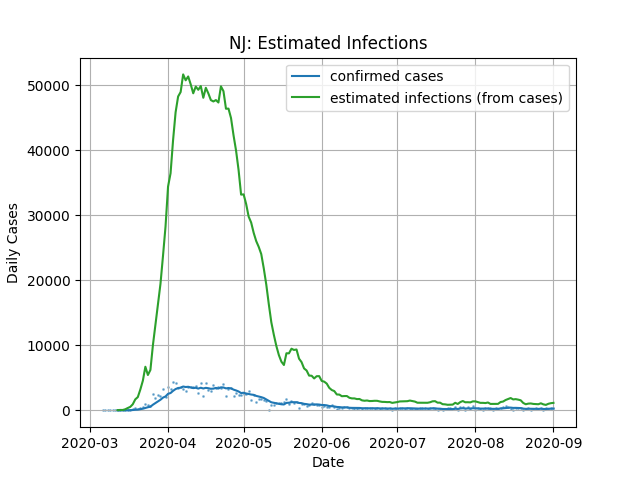 NJ: Estimated Infections
confirmed cases
estimated infections (from cases)
Daily Cases
50000
40000
30000
20000
10000
0
2020-03 2020-04 2020-05 2020-06 2020-07 2020-08 2020-09
Date